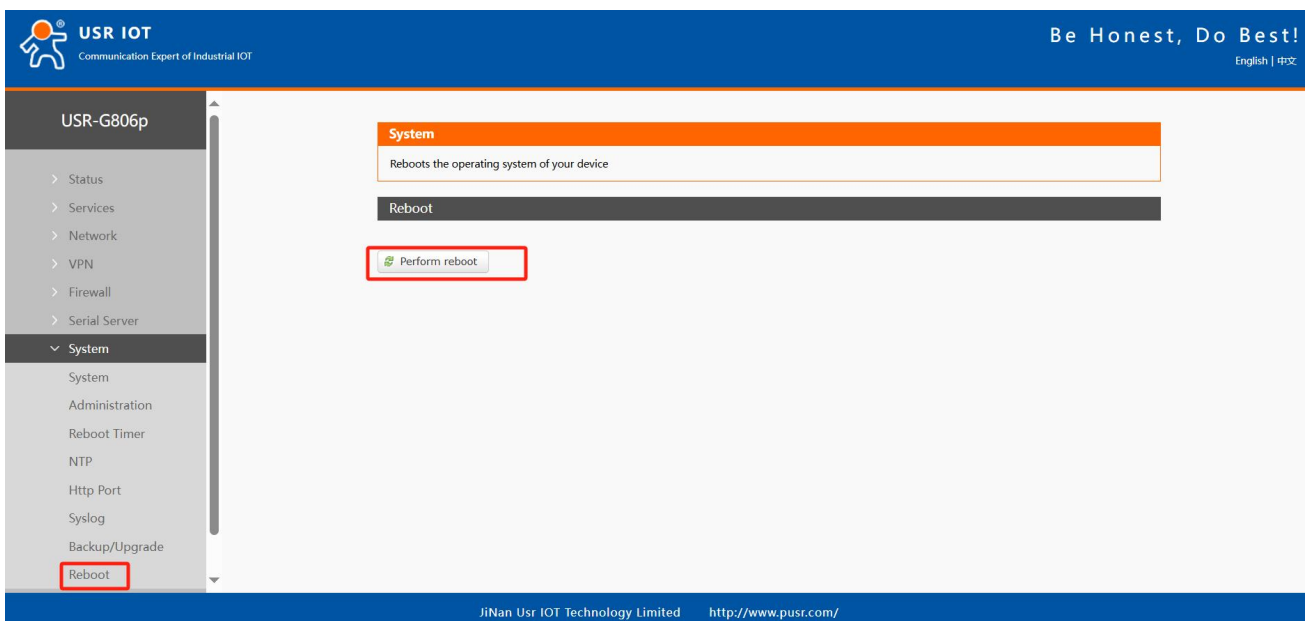 USR IOT
®
Communication Expert of Industrial IOT
Be Honest, Do Best!
English | 中文
USR-G806p
Status
Services
Network
VPN
Firewall
Serial Server
System
System
Administration
Reboot Timer
NTP
Http Port
Syslog
Backup/Upgrade
Reboot
System
Reboots the operating system of your device
Reboot
Perform reboot
JiNan Usr IOT Technology Limited http://www.pusr.com/